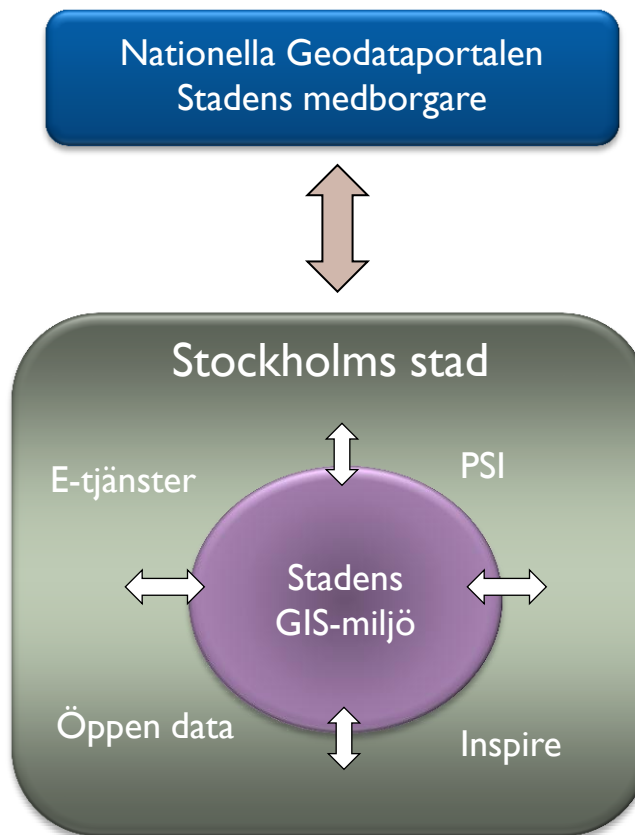 Nationella Geodataportalen
Stadens medborgare
Stockholms stad
E-tjänster
PSI
Stadens
GIS-miljö
Öppen data
Inspire